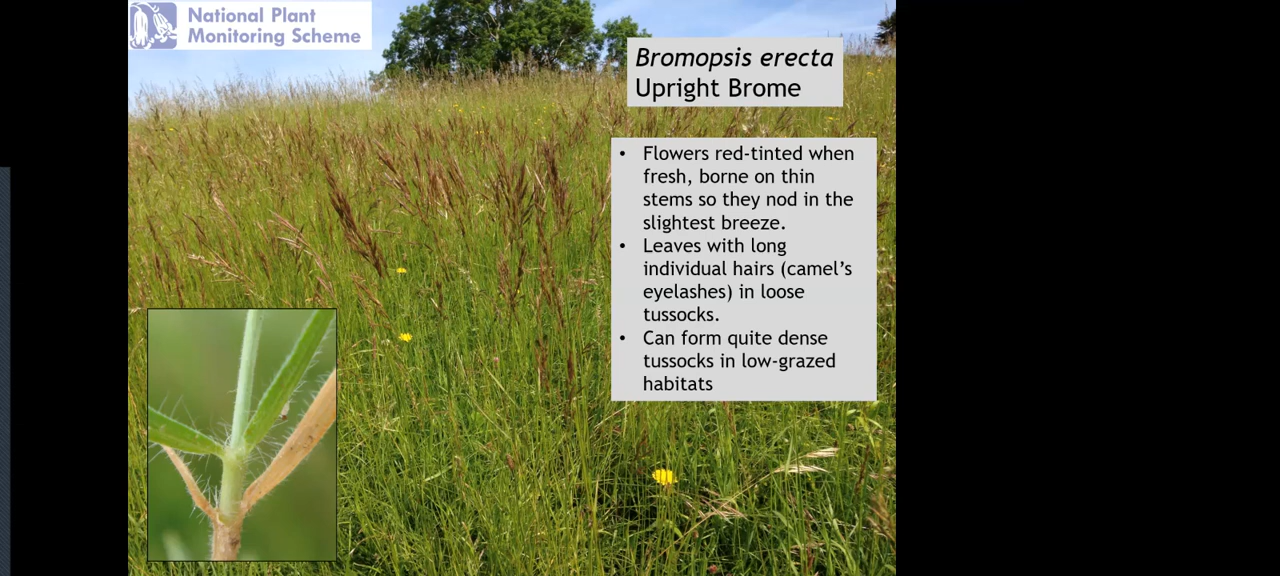 National Plant
Monitoring Scheme
Bromopsis erecta
Upright Brome
• Flowers red-tinted when
fresh, borne on thin
stems so they nod in the
slightest breeze.
• Leaves with long
individual hairs (camel’s
eyelashes) in loose
tussocks.
• Can form quite dense
tussocks in low-grazed
habitats